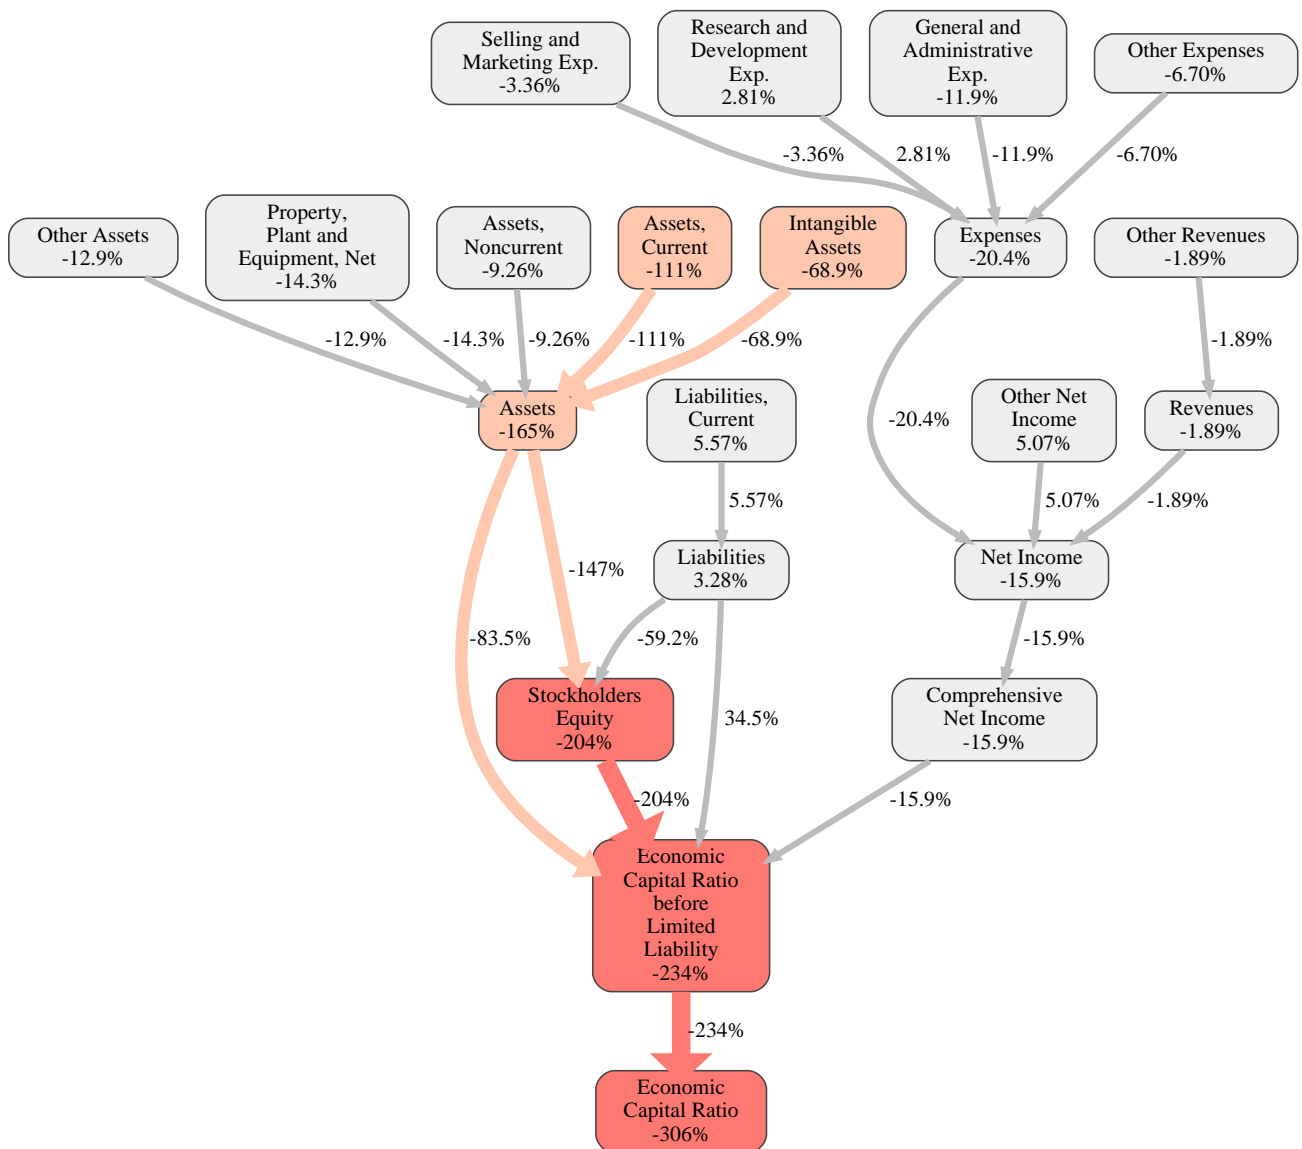 Selling and
Marketing Exp.
-3.36%
Research and
Development
Exp.
2.81%
General and
Administrative
Exp.
-11.9%
Other Expenses
-6.70%
-3.36%
2.81%
-11.9%
-6.70%
Other Assets
-12.9%
Property,
Plant and
Equipment, Net
-14.3%
Assets,
Noncurrent
-9.26%
Assets,
Current
-111%
Intangible
Assets
-68.9%
Expenses
-20.4%
Other Revenues
-1.89%
-12.9%
-14.3%
-9.26%
-111%
-68.9%
-1.89%
Assets
-165%
Liabilities,
Current
5.57%
-20.4%
Other Net
Income
5.07%
Revenues
-1.89%
5.57%
5.07%
-1.89%
-147%
Liabilities
3.28%
Net Income
-15.9%
-83.5%
-59.2%
-15.9%
Stockholders
Equity
-204%
34.5%
Comprehensive
Net Income
-15.9%
-204%
-15.9%
Economic
Capital Ratio
before
Limited
Liability
-234%
-234%
Economic
Capital Ratio
-306%